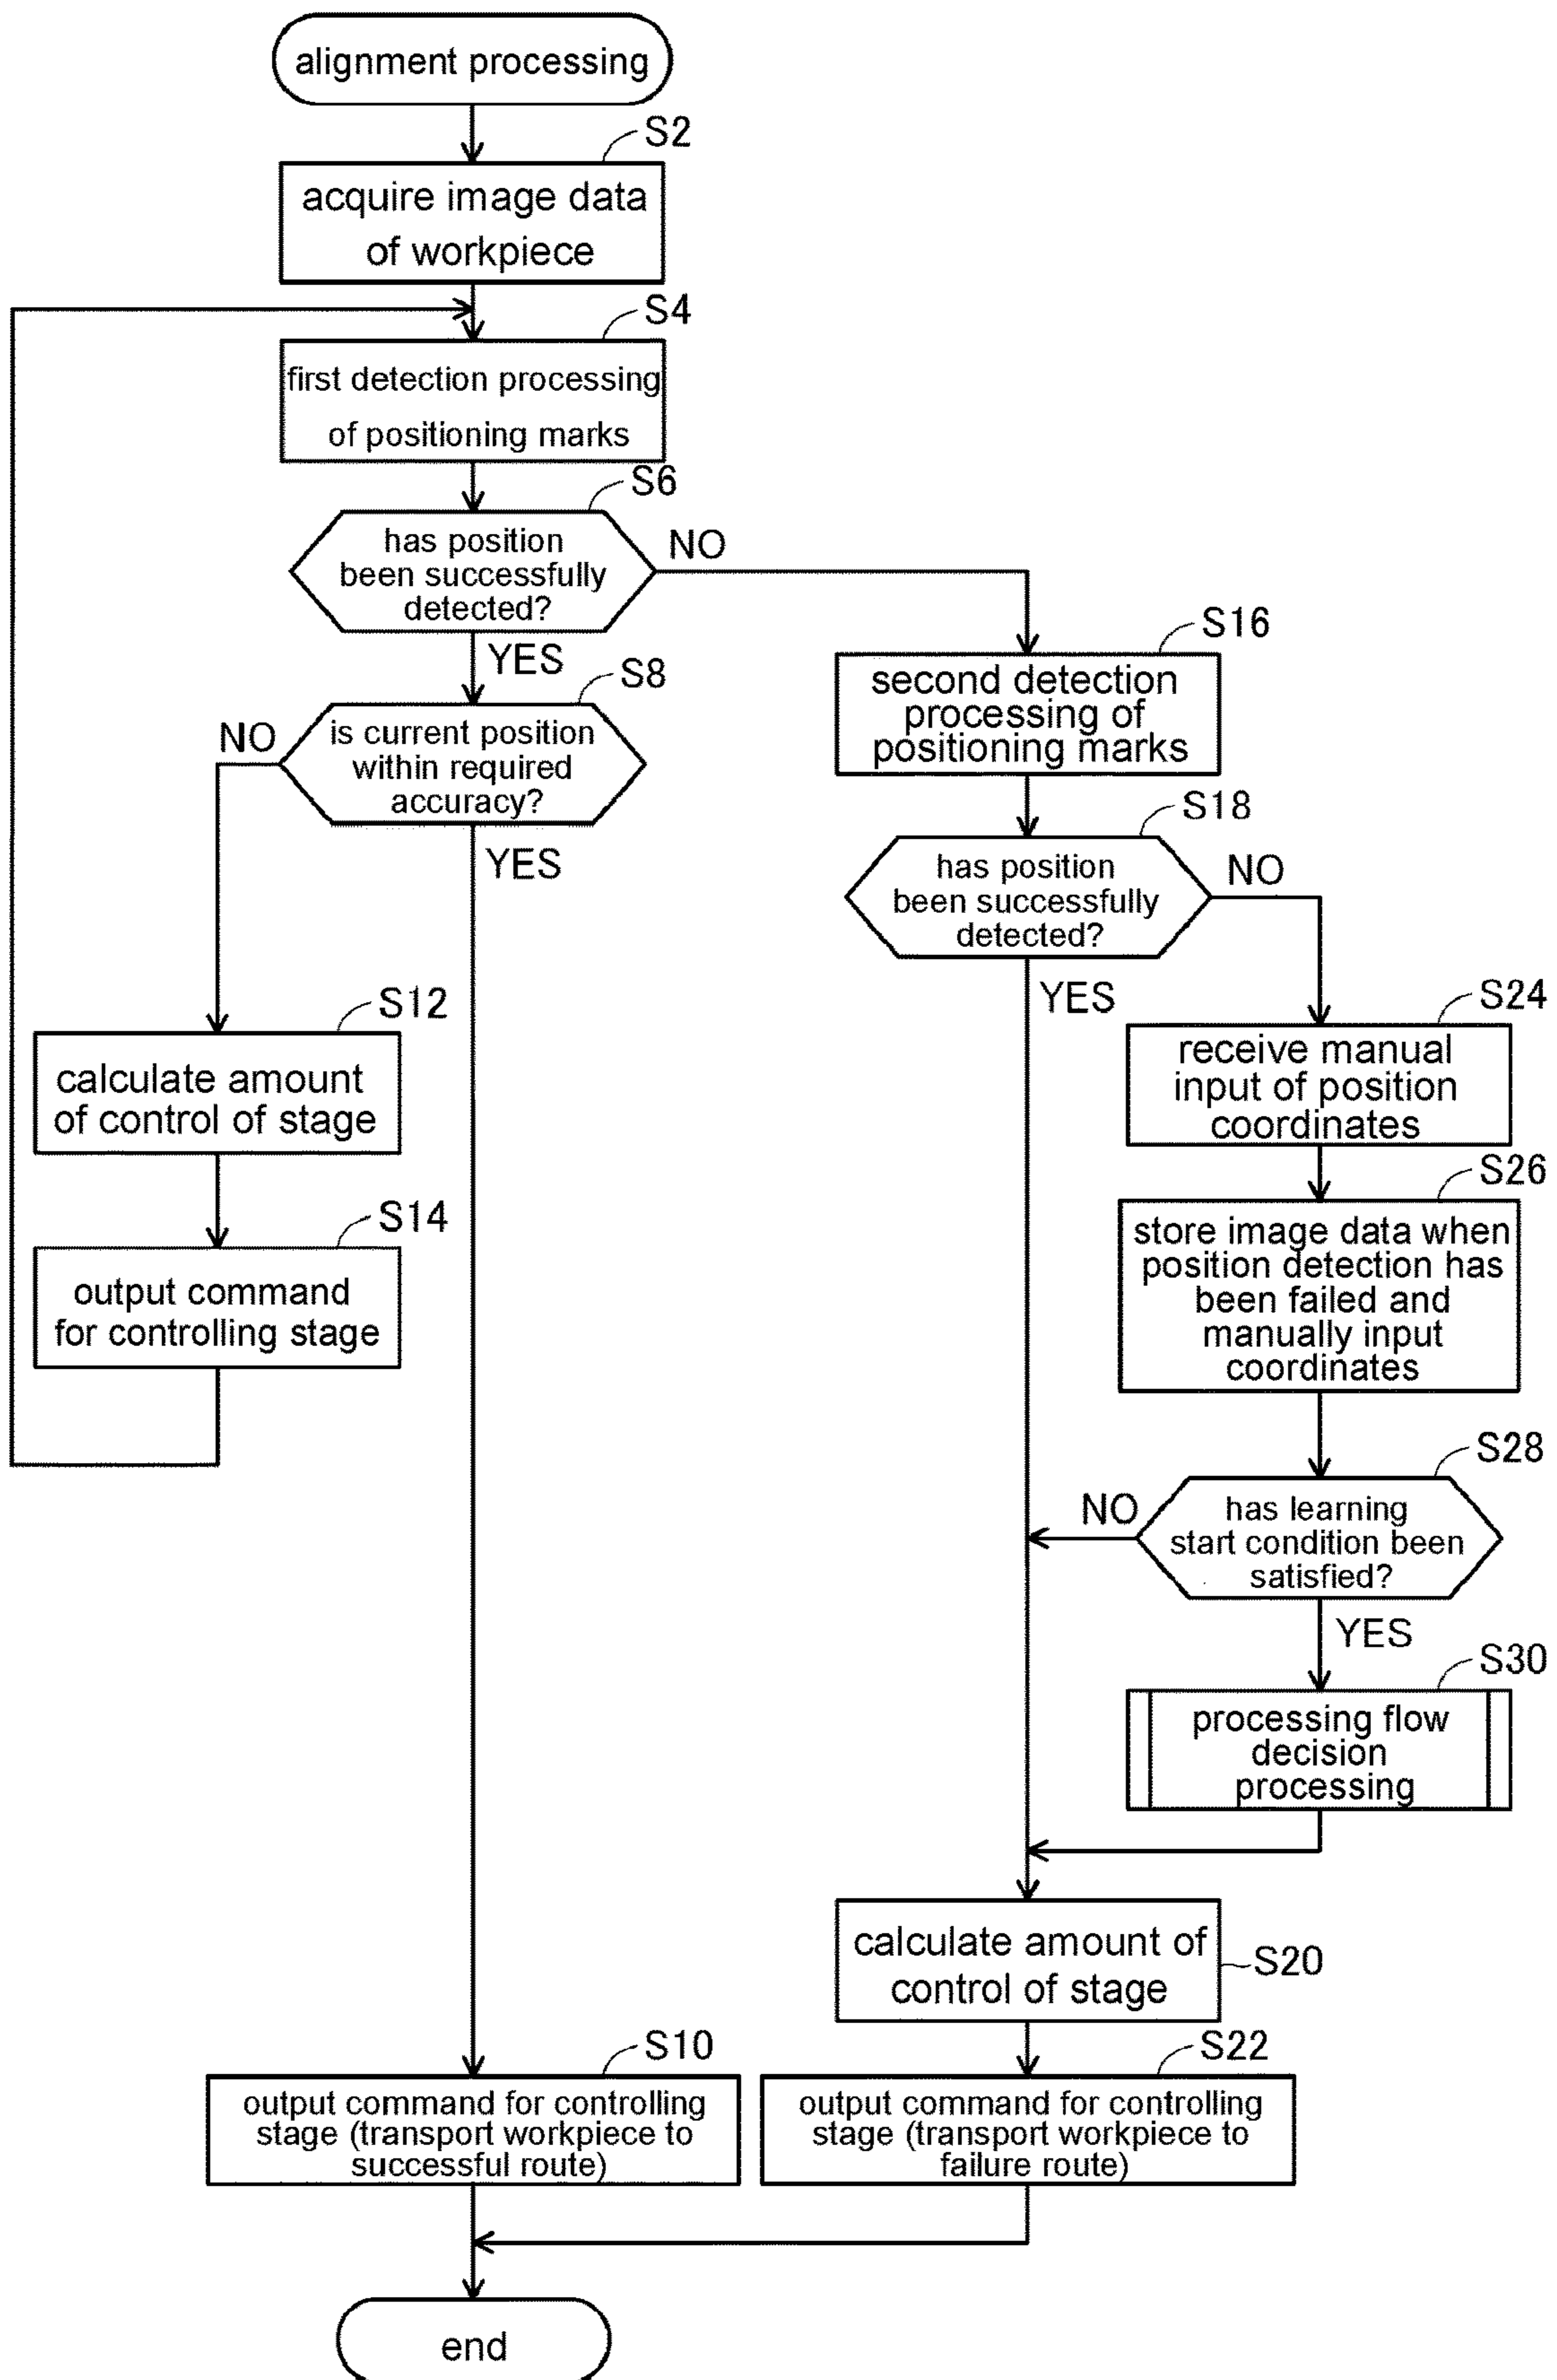 alignment processing
S2
acquire image data
of workpiece
S4
first detection processing
of positioning marks
S6
has position
been successfully
detected?
NO
YES
S8
is current position
within required
accuracy?
NO
YES
S12
calculate amount
of control of stage
S14
output command
for controlling stage
S16
second detection
processing of
positioning marks
S18
has position
been successfully
detected?
NO
YES
S24
receive manual
input of position
coordinates
S26
store image data when
position detection has
been failed and
manually input
coordinates
S28
has learning
start condition been
satisfied?
NO
YES
S30
processing flow
decision
processing
calculate amount of
control of stage
S20
S10
output command for controlling
stage (transport workpiece to
successful route)
S22
output command for controlling
stage (transport workpiece to
failure route)
end